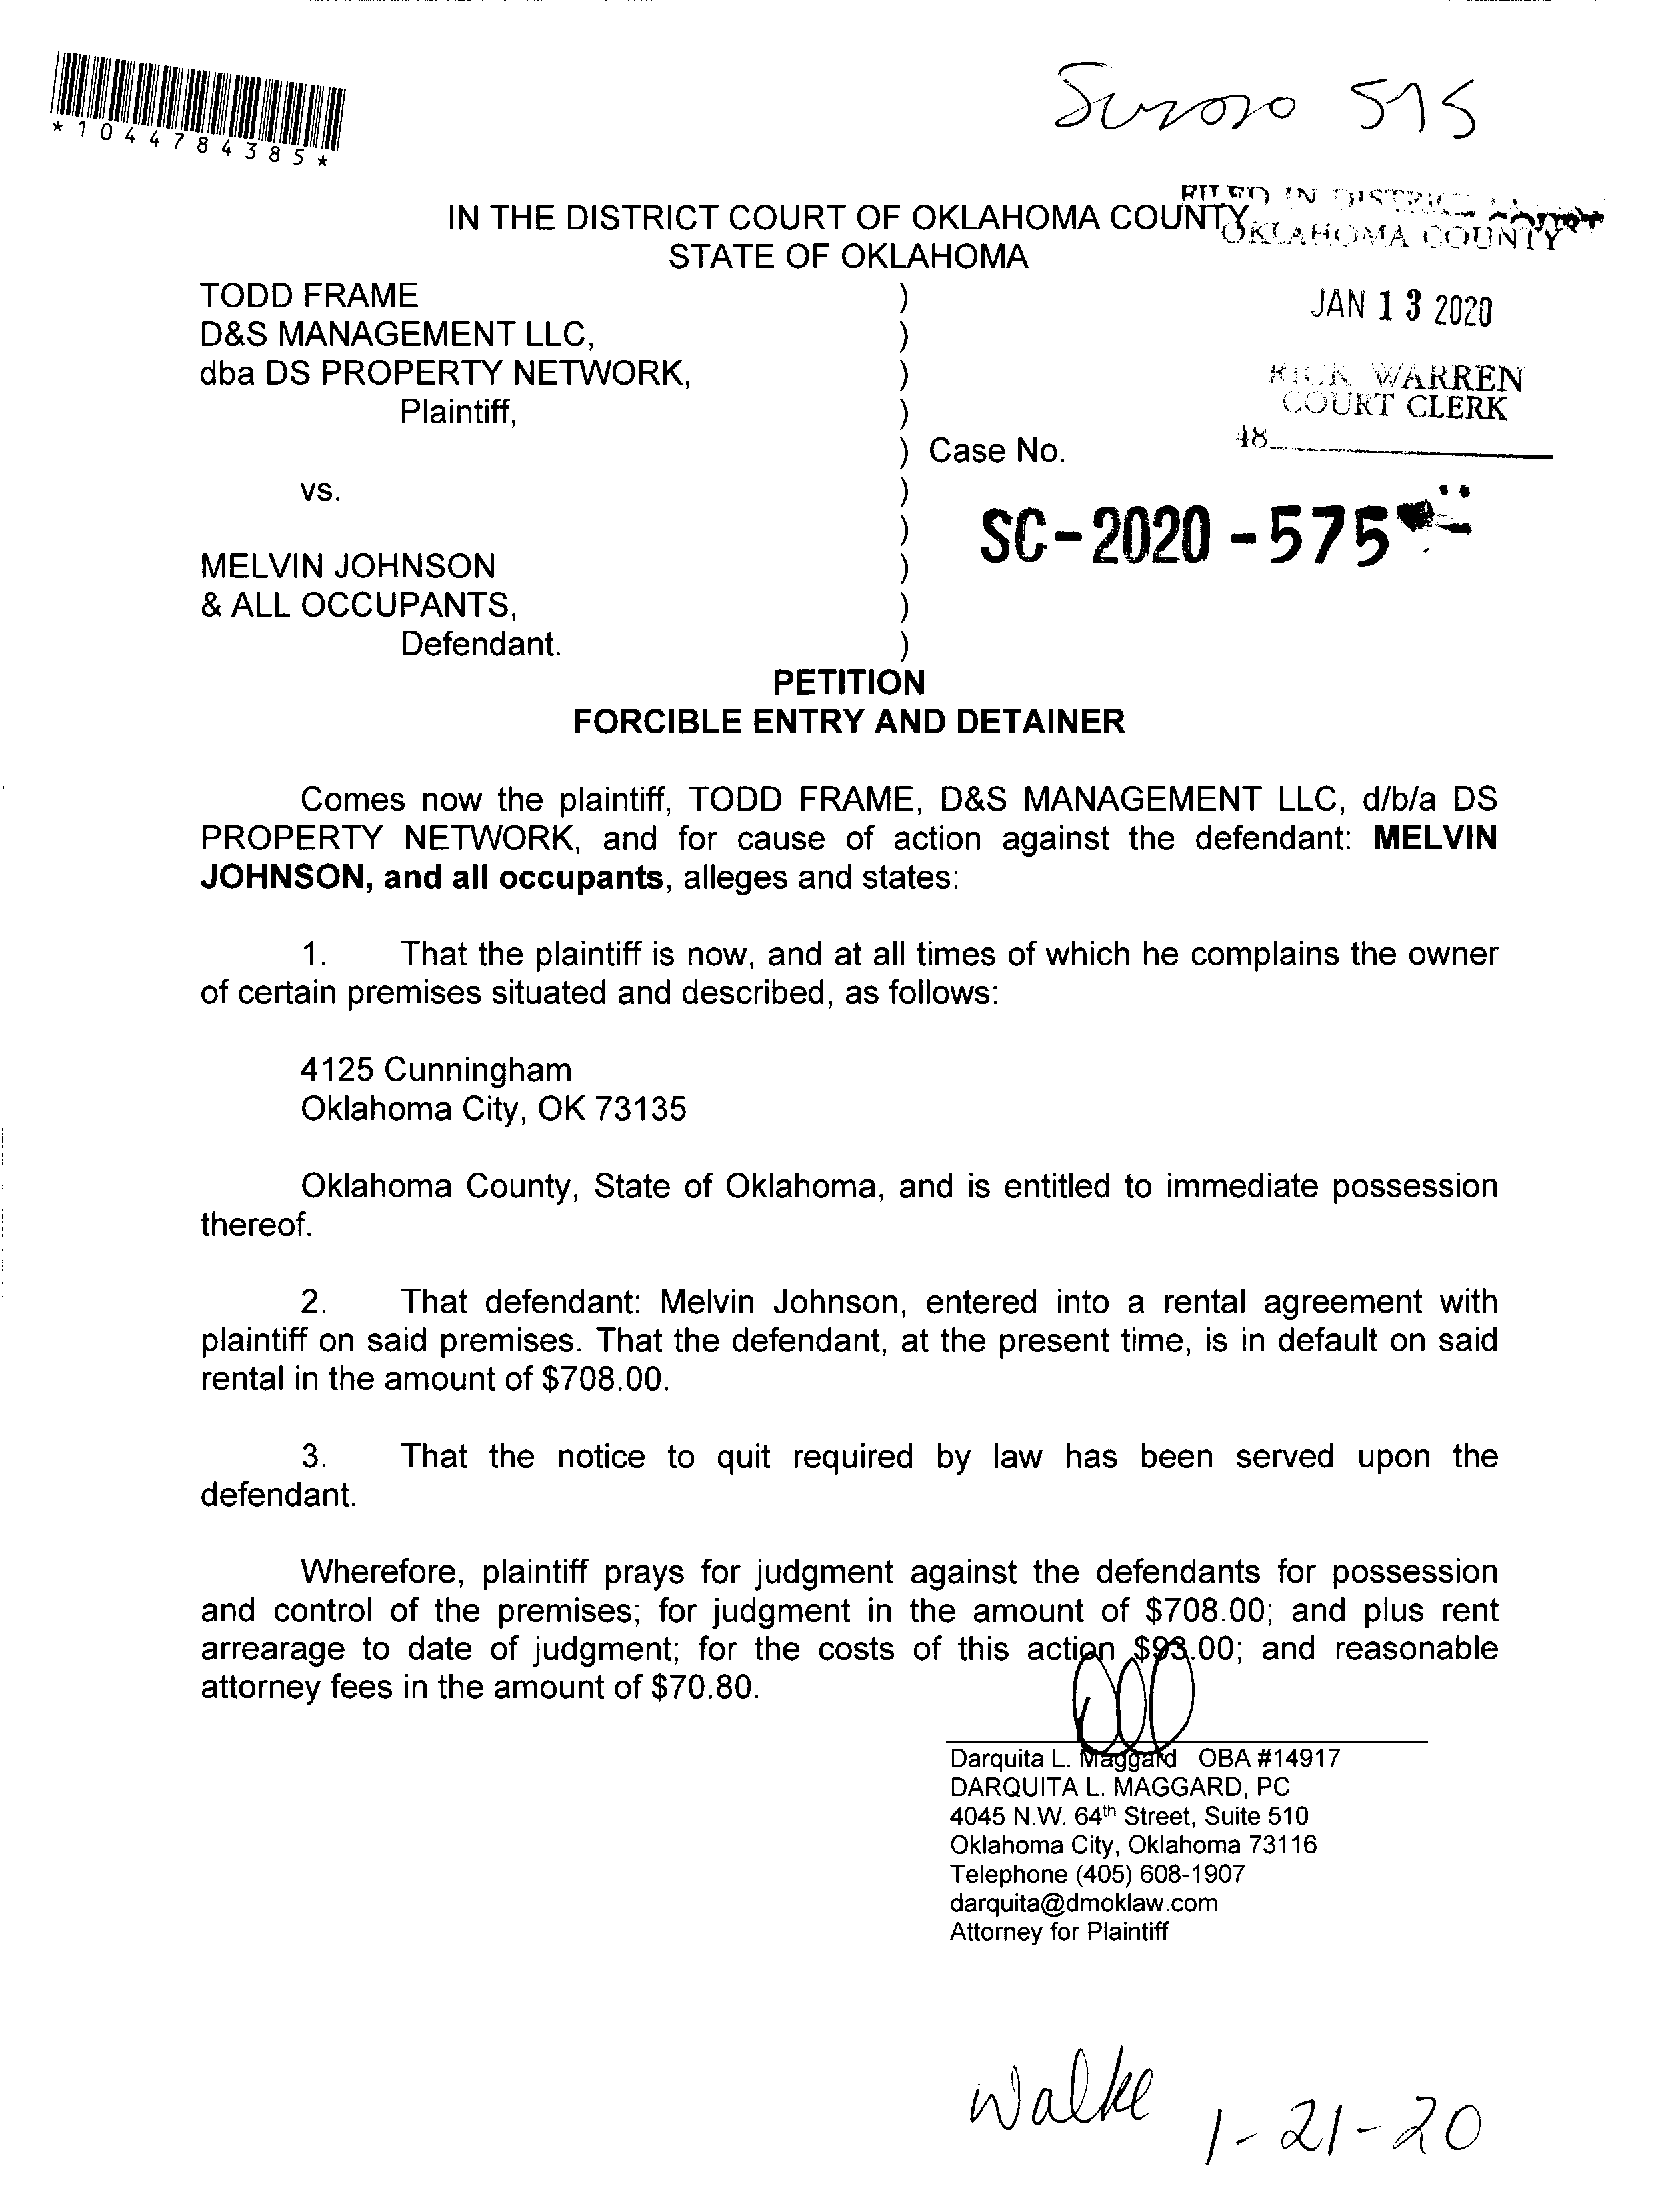 *1044784385*
IN THE DISTRICT COURT OF OKLAHOMA COUNTY
STATE OF OKLAHOMA
FILED IN DISTRICT COURT
OKLAHOMA COUNTY
JAN 13 2020
RICK WARREN
COURT CLERK
48
TODD FRAME )
D&S MANAGEMENT LLC, )
dba DS PROPERTY NETWORK, )
Plaintiff, )
) Case No.
vs. )
) SC-2020-575
MELVIN JOHNSON )
& ALL OCCUPANTS, )
Defendant. )
PETITION
FORCIBLE ENTRY AND DETAINER
Comes now the plaintiff, TODD FRAME, D&S MANAGEMENT LLC, d/b/a DS
PROPERTY NETWORK, and for cause of action against the defendant: MELVIN
JOHNSON, and all occupants, alleges and states:
1. That the plaintiff is now, and at all times of which he complains the owner
of certain premises situated and described, as follows:
4125 Cunningham
Oklahoma City, OK 73135
Oklahoma County, State of Oklahoma, and is entitled to immediate possession
thereof.
2. That defendant: Melvin Johnson, entered into a rental agreement with
plaintiff on said premises. That the defendant, at the present time, is in default on said
rental in the amount of $708.00.
3. That the notice to quit required by law has been served upon the
defendant.
Wherefore, plaintiff prays for judgment against the defendants for possession
and control of the premises; for judgment in the amount of $708.00; and plus rent
arrearage to date of judgment; for the costs of this action $93.00; and reasonable
attorney fees in the amount of $70.80.
Darquita L. Maggard OBA #14917
DARQUITA L. MAGGARD, PC
4045 N.W. 64th Street, Suite 510
Oklahoma City, Oklahoma 73116
Telephone (405) 608-1907
darquita@dmoklaw.com
Attorney for Plaintiff
Walke 1-21-20